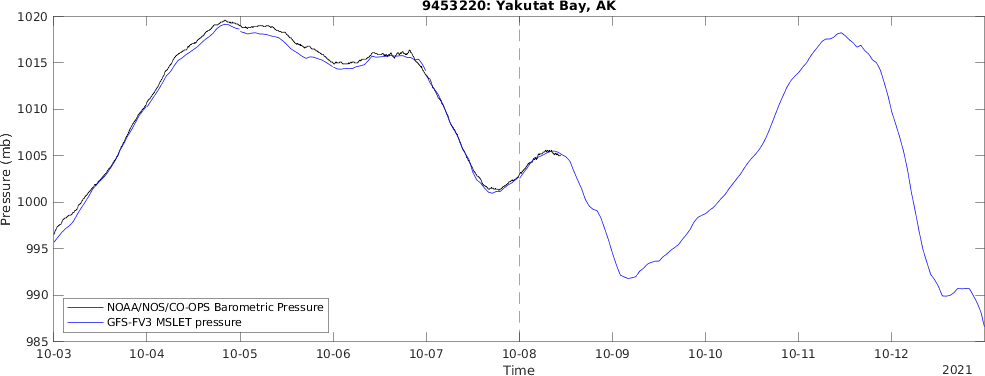 9453220: Yakutat Bay, AK
1020
1015
1010
1005
1000
995
990
985
Pressure (mb)
NOAA/NOS/CO-OPS Barometric Pressure
GFS-FV3 MSLET pressure
10-03 10-04 10-05 10-06 10-07 10-08 10-09 10-10 10-11 10-12
Time
2021